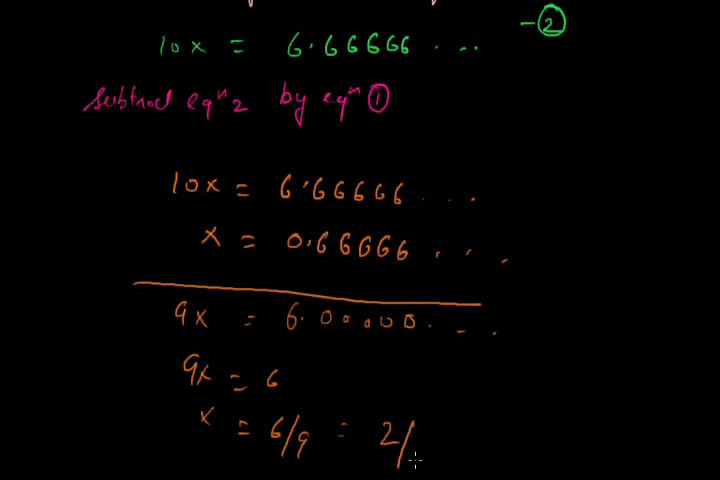 10x = 6.66666 ... - 2
subtract eqn 2 by eqn 1
10x = 6.66666 ...
x = 0.66666 ...
9x = 6.00000. ...
9x = 6
x = 6/9 = 2/